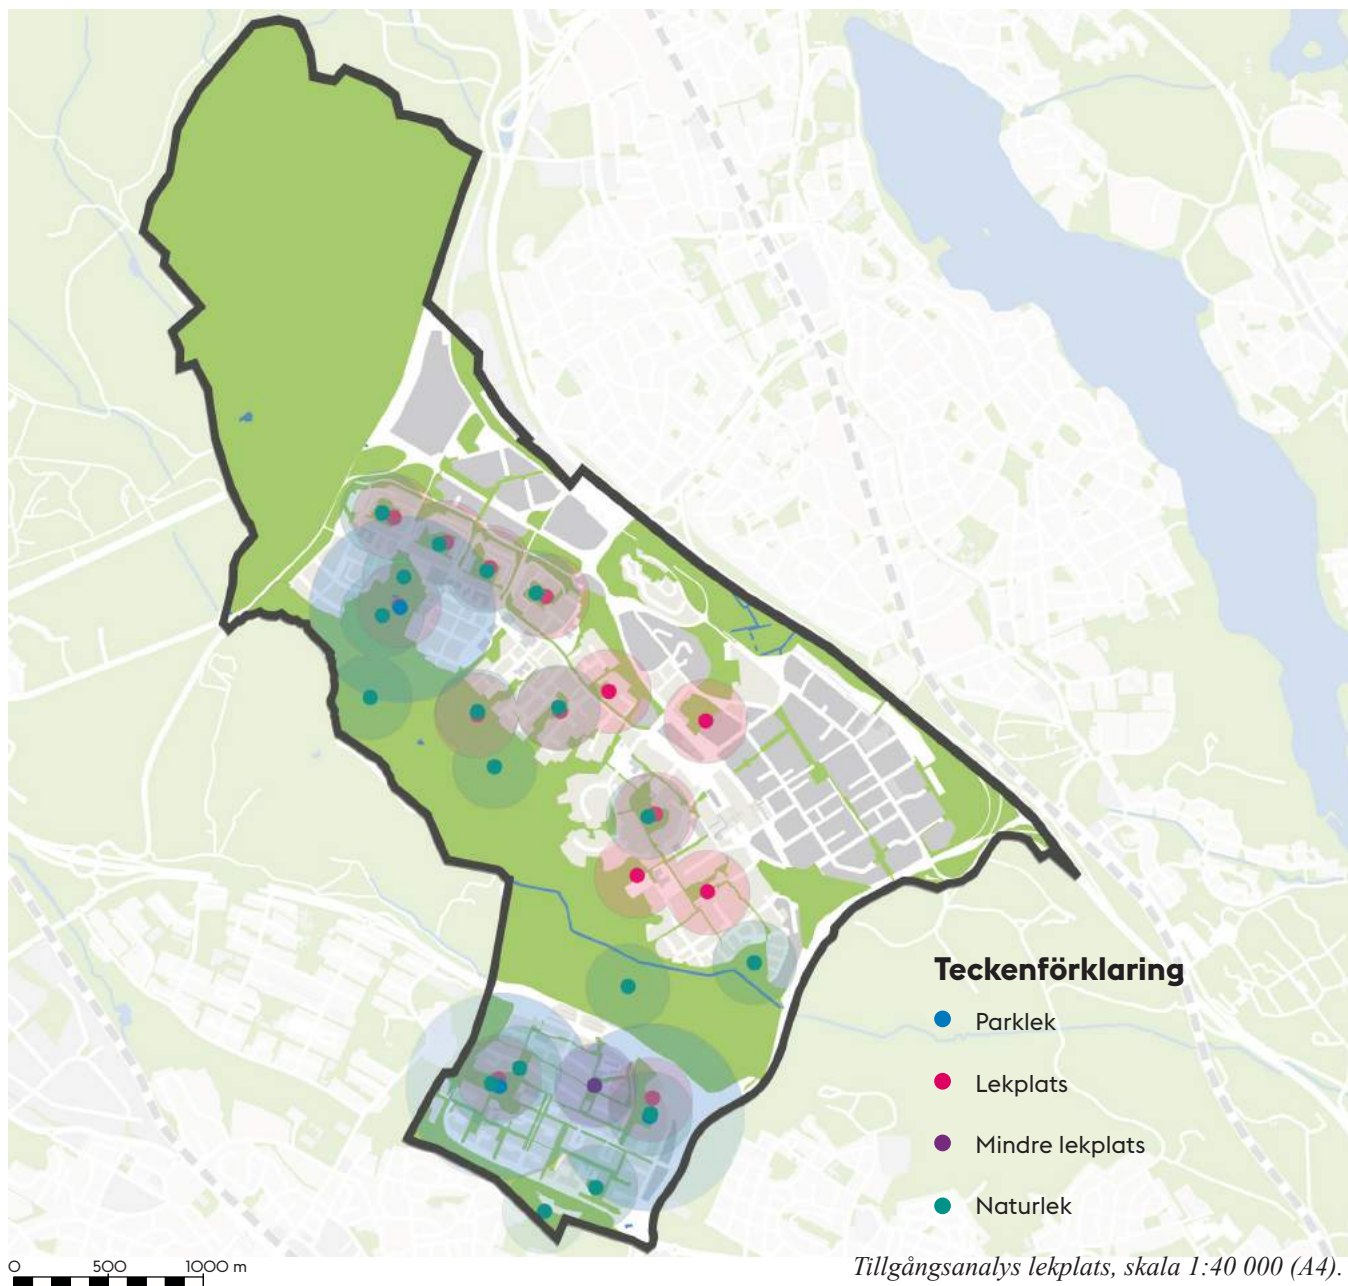 Teckenförklaring
Parklek
Lekplats
Mindre lekplats
Naturlek
0 500 1000 m
Tillgångsanalys lekplats, skala 1:40 000 (A4).